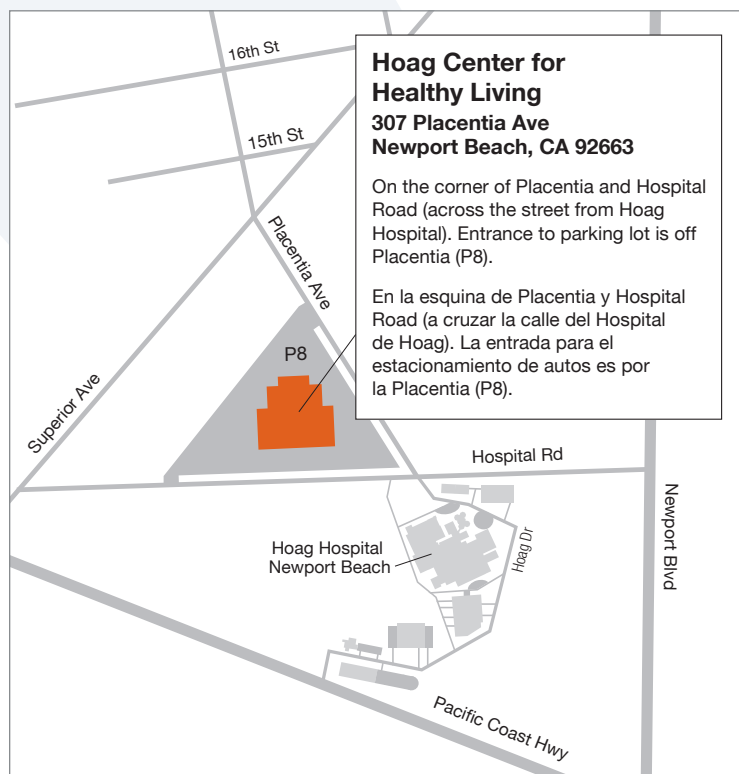 16th St
15th St
Hoag Center for
Healthy Living
307 Placentia Ave
Newport Beach, CA 92663
On the corner of Placentia and Hospital
Road (across the street from Hoag
Hospital). Entrance to parking lot is off
Placentia (P8).
En la esquina de Placentia y Hospital
Road (a cruzar la calle del Hospital
de Hoag). La entrada para el
estacionamiento de autos es por
la Placentia (P8).
Placentia Ave
P8
Superior Ave
Hospital Rd
Newport Blvd
Hoag Hospital
Newport Beach
Hoag Dr
Pacific Coast Hwy